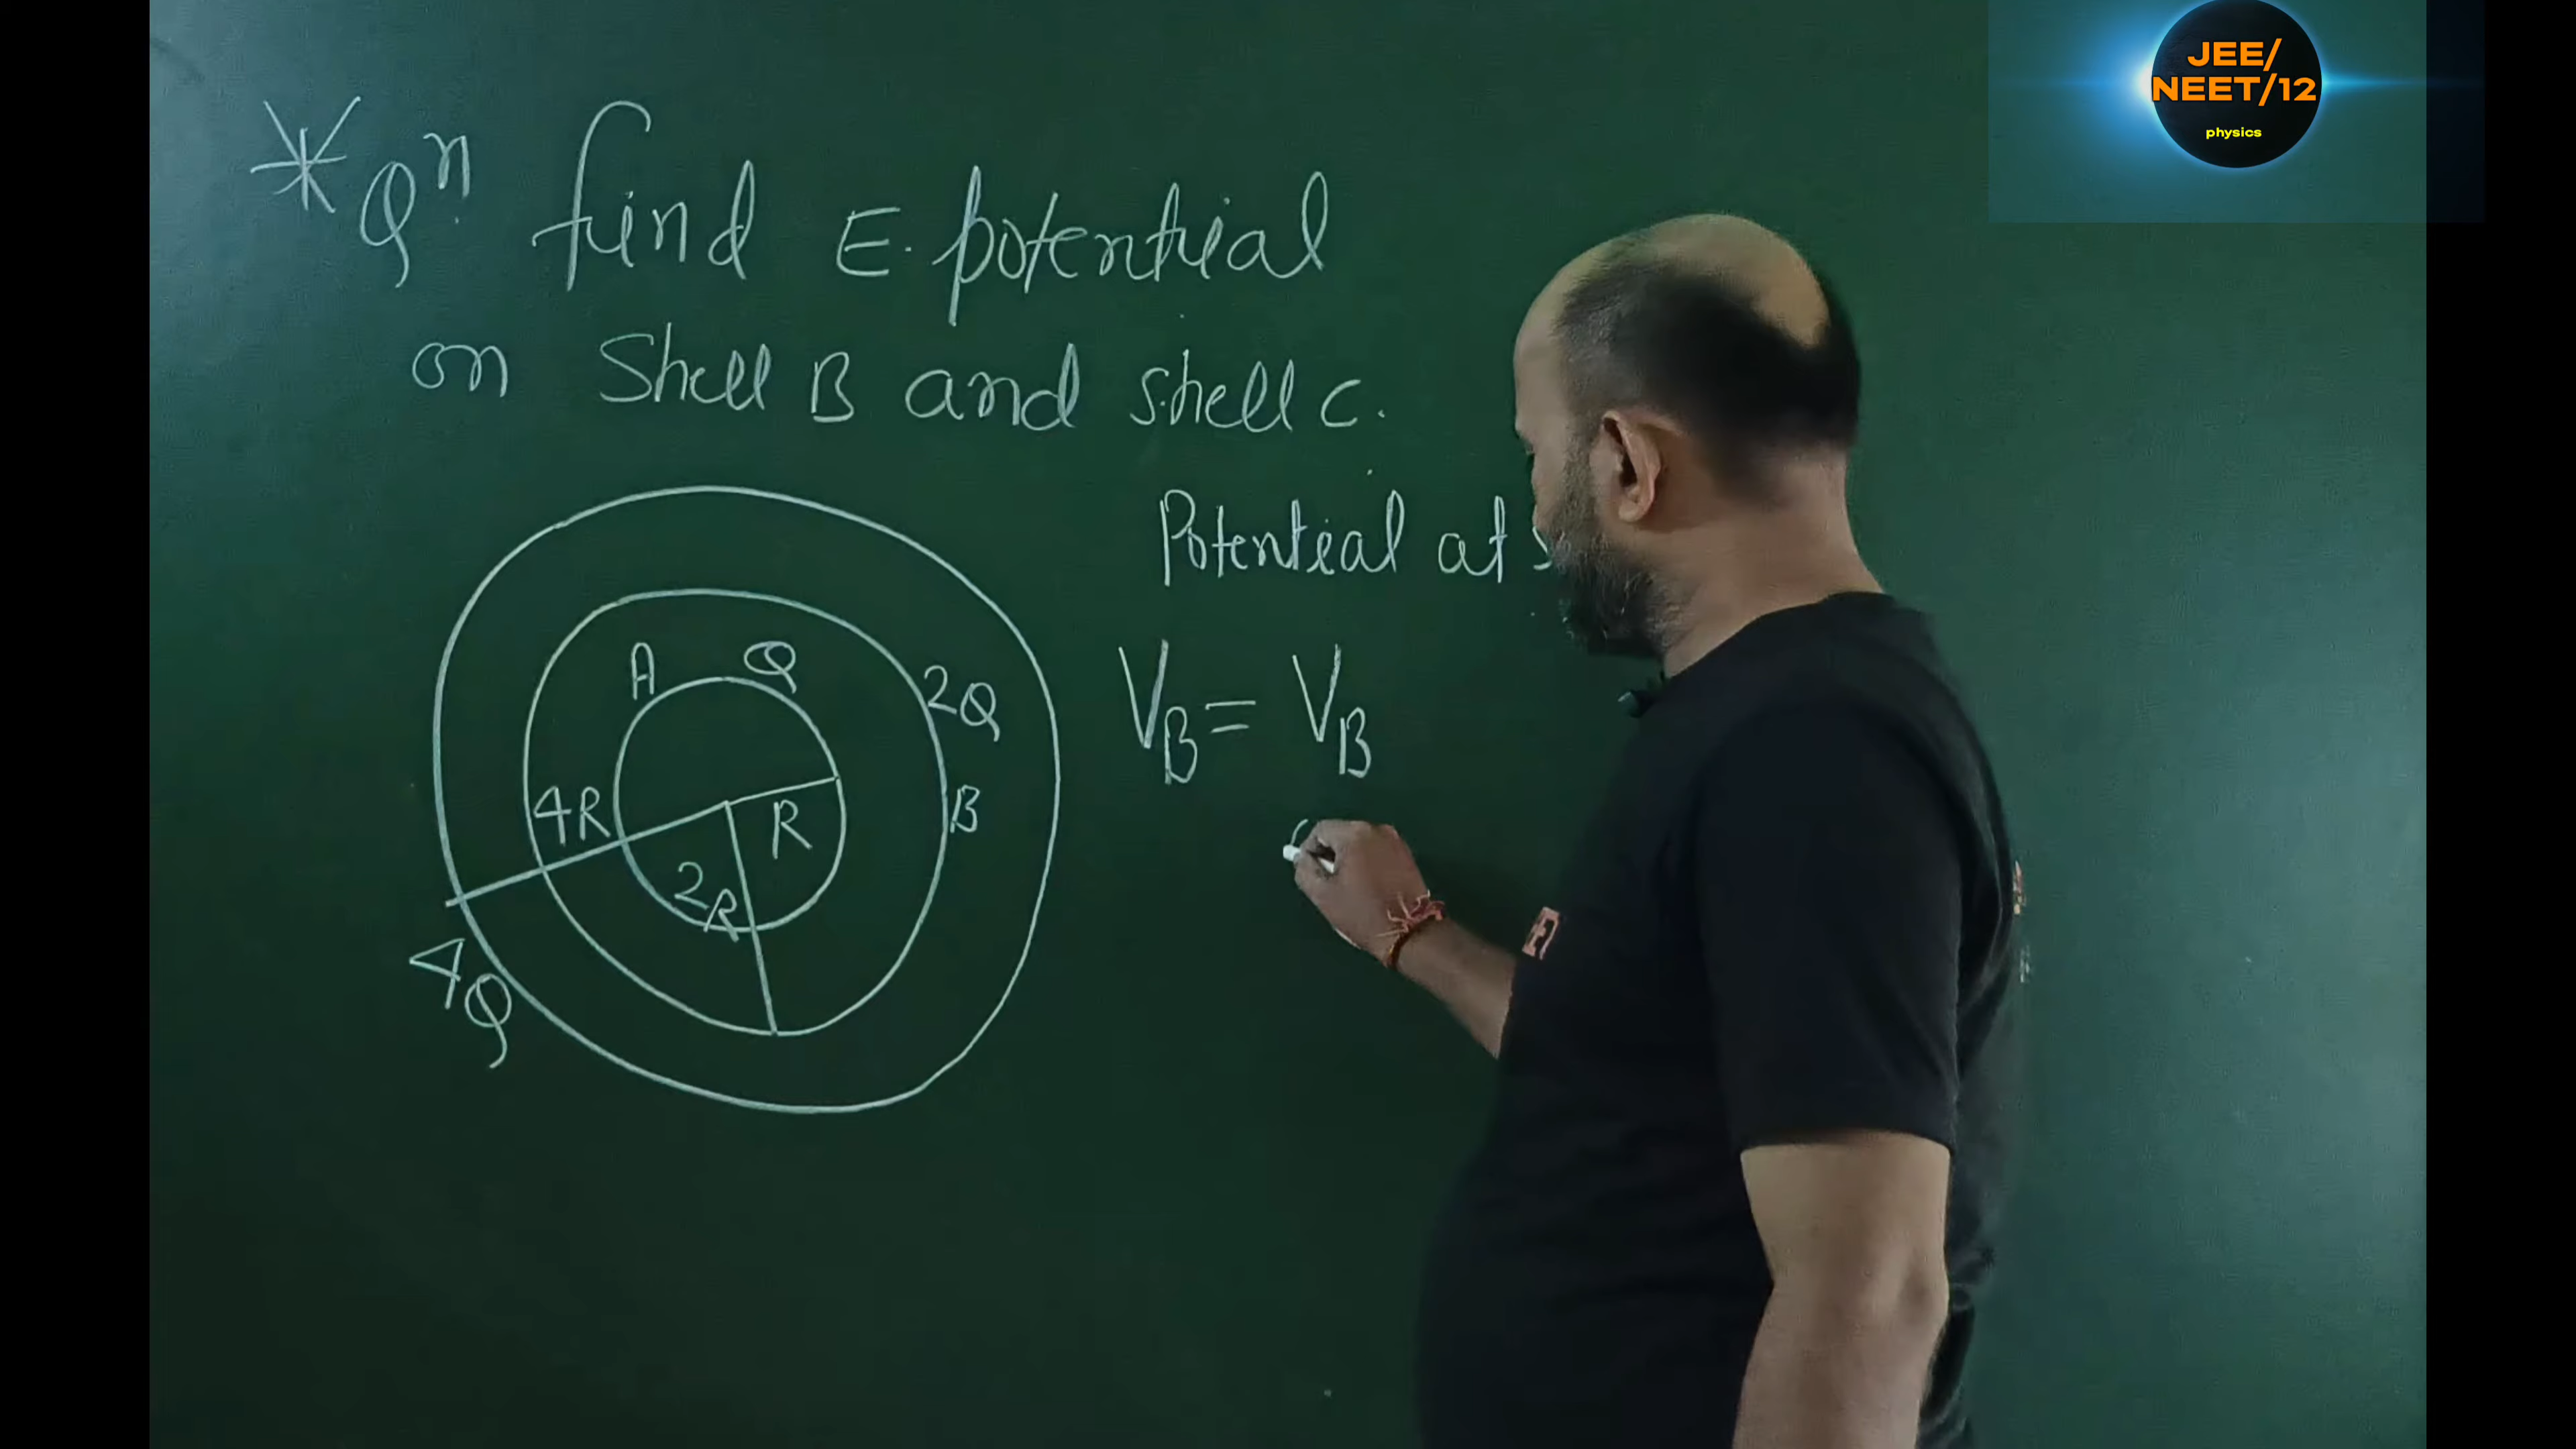 * Qn. find E. potential
on Shell B and shell C.
Potential at
VB = VB
A Q
2Q
4R
R
B
2R
4Q
JEE/
NEET/12
physics